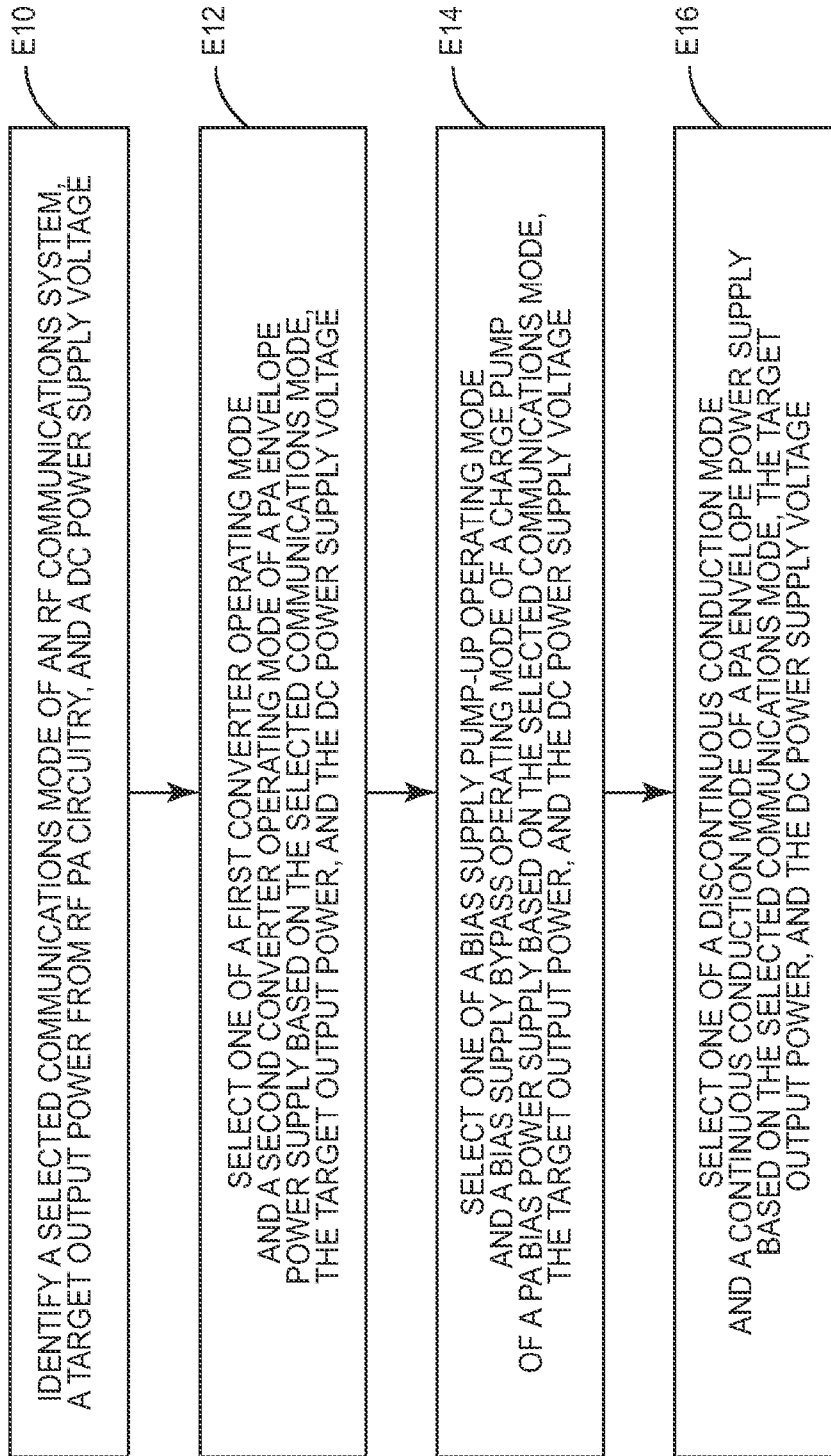 IDENTIFY A SELECTED COMMUNICATIONS MODE OF AN RF COMMUNICATIONS SYSTEM,
A TARGET OUTPUT POWER FROM RF PA CIRCUITRY, AND A DC POWER SUPPLY VOLTAGE
E10
SELECT ONE OF A FIRST CONVERTER OPERATING MODE
AND A SECOND CONVERTER OPERATING MODE OF A PA ENVELOPE
POWER SUPPLY BASED ON THE SELECTED COMMUNICATIONS MODE,
THE TARGET OUTPUT POWER, AND THE DC POWER SUPPLY VOLTAGE
E12
SELECT ONE OF A BIAS SUPPLY PUMP-UP OPERATING MODE
AND A BIAS SUPPLY BYPASS OPERATING MODE OF A CHARGE PUMP
OF A PA BIAS POWER SUPPLY BASED ON THE SELECTED COMMUNICATIONS MODE,
THE TARGET OUTPUT POWER, AND THE DC POWER SUPPLY VOLTAGE
E14
SELECT ONE OF A DISCONTINUOUS CONDUCTION MODE
AND A CONTINUOUS CONDUCTION MODE OF A PA ENVELOPE POWER SUPPLY
BASED ON THE SELECTED COMMUNICATIONS MODE, THE TARGET
OUTPUT POWER, AND THE DC POWER SUPPLY VOLTAGE
E16